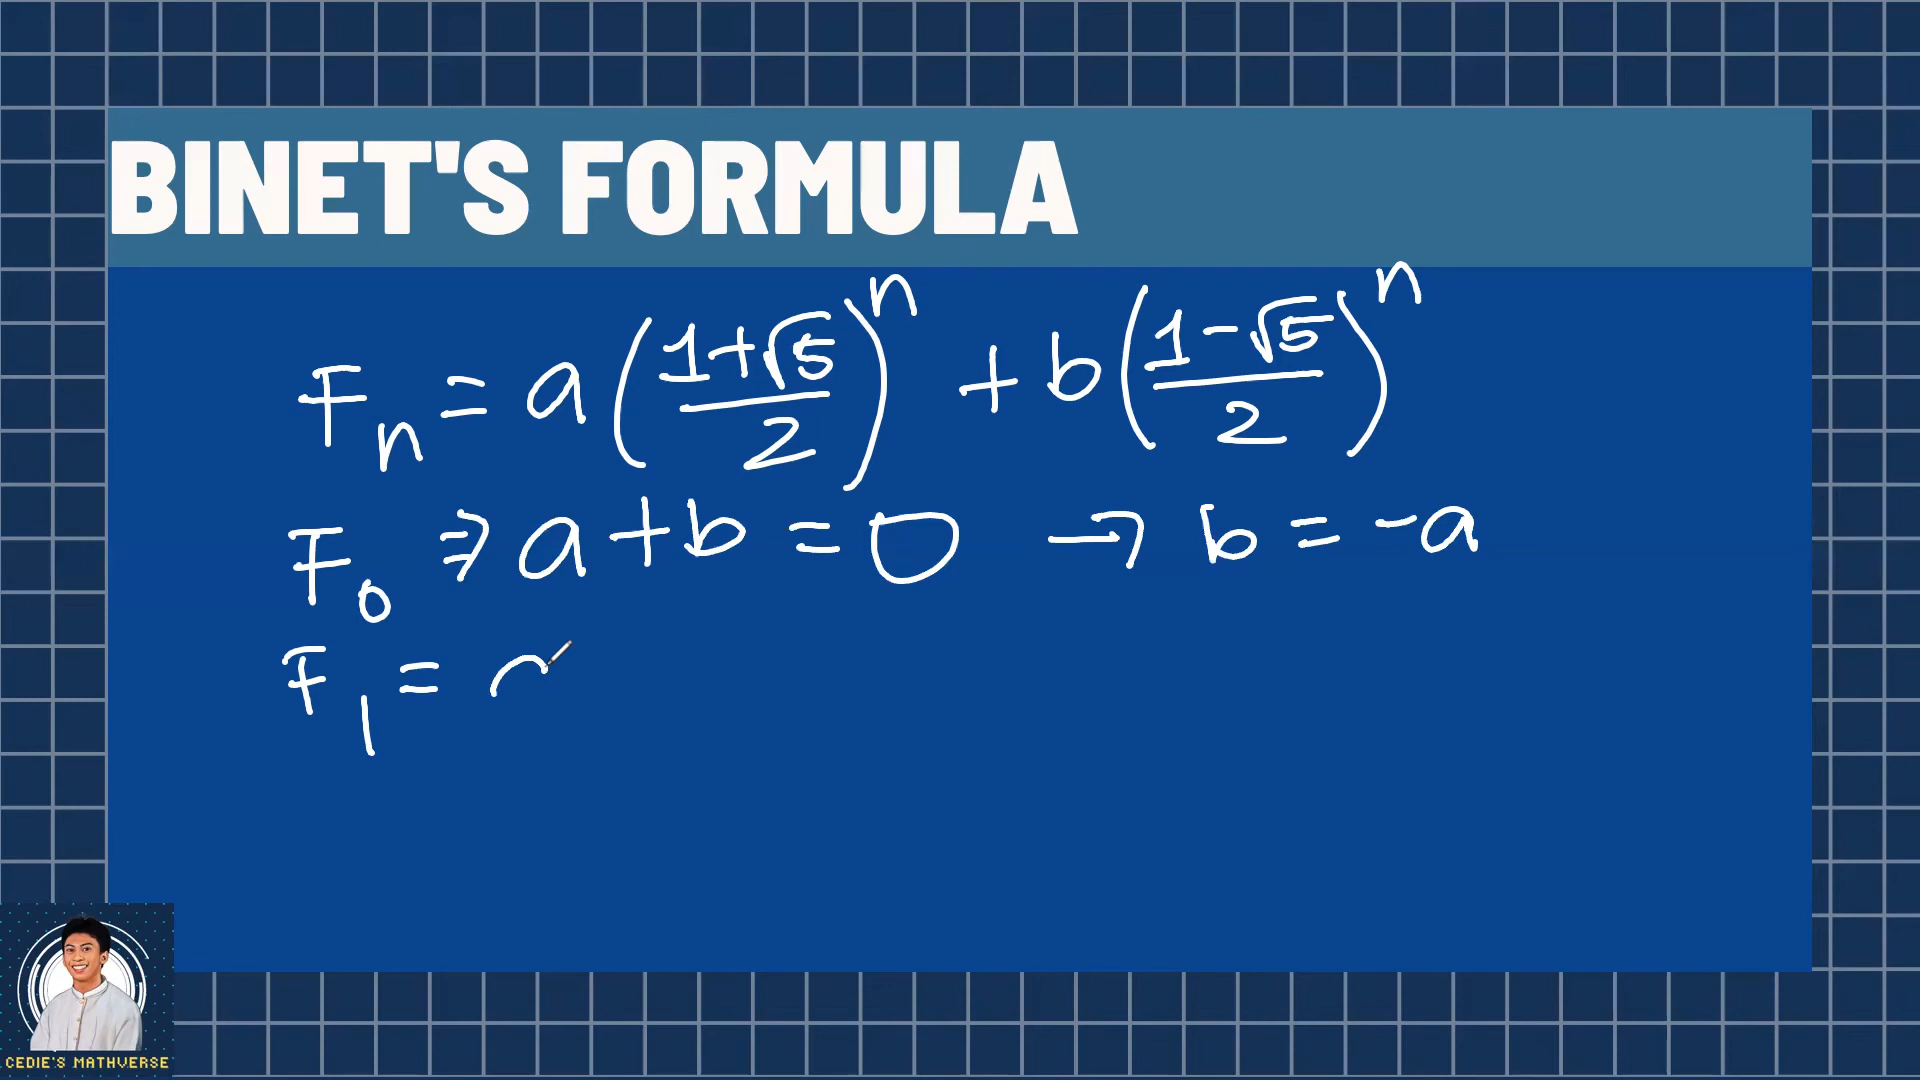 BINET'S FORMULA
Fₙ = a((1+√5)/2)ⁿ + b((1-√5)/2)ⁿ
F₀ ⇒ a + b = 0 → b = -a
F₁ =
CEDIE'S MATHVERSE